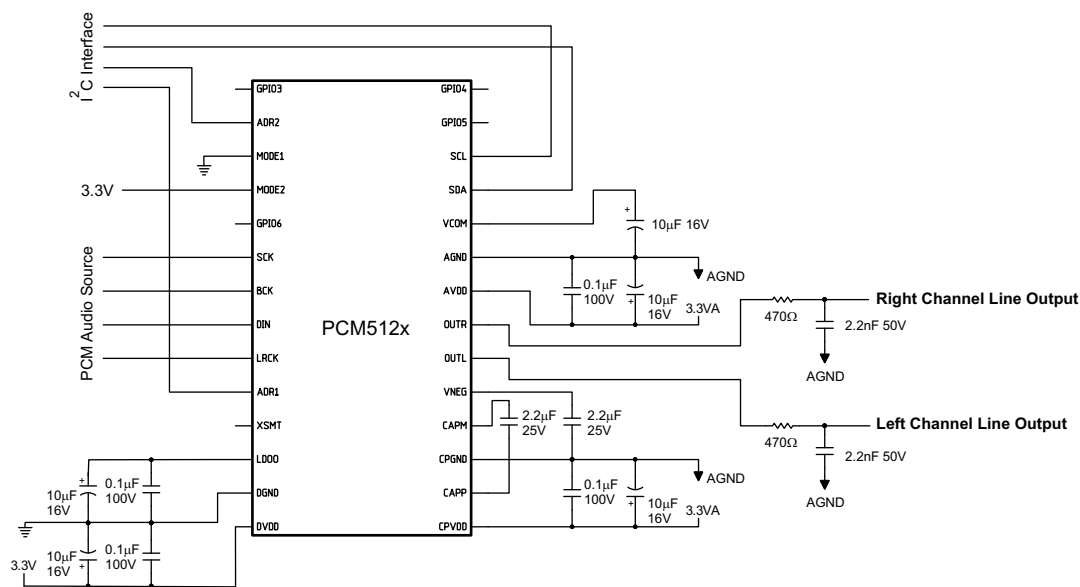 I2C Interface
3.3V
PCM Audio Source
GPIO3
ADR2
MODE1
MODE2
GPIO6
SCK
BCK
DIN
LRCK
ADR1
XSMT
LDOO
DGND
DVDD
PCM512x
GPIO4
GPIO5
SCL
SDA
VCOM
AGND
AVDD
OUTR
OUTL
VNEG
CAPM
CPGND
CAPP
CPVDD
10μF 16V
AGND
0.1μF
100V
10μF
16V
3.3VA
470Ω
Right Channel Line Output
2.2nF 50V
AGND
2.2μF
25V
2.2μF
25V
470Ω
Left Channel Line Output
2.2nF 50V
AGND
AGND
0.1μF
100V
10μF
16V
3.3VA
10μF
16V
0.1μF
100V
3.3V
10μF
16V
0.1μF
100V